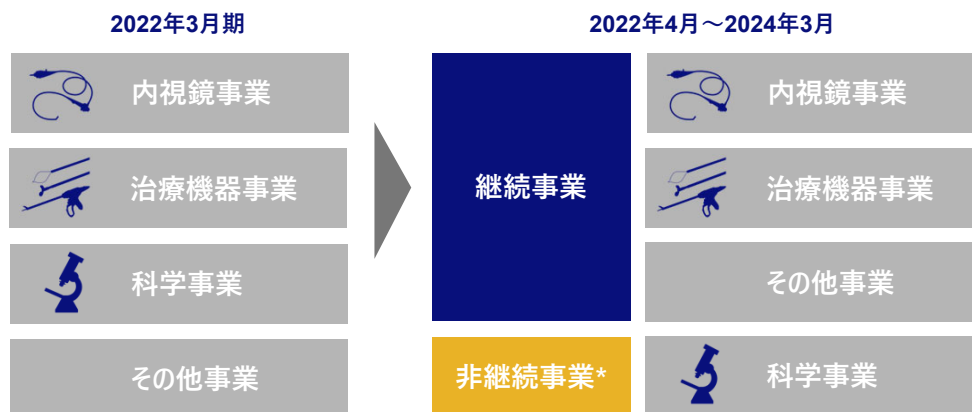 2022年3月期
内視鏡事業
治療機器事業
科学事業
その他事業
2022年4月~2024年3月
継続事業
非継続事業*
内視鏡事業
治療機器事業
その他事業
科学事業